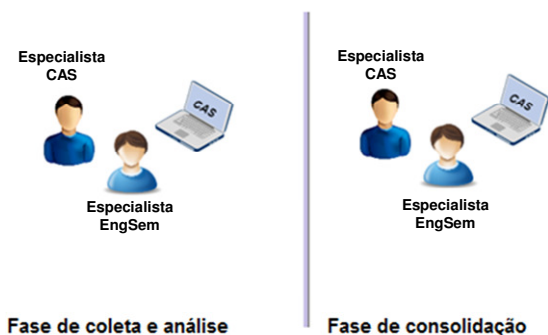 Especialista
CAS
CAS
Especialista
EngSem
Fase de coleta e análise
Especialista
CAS
CAS
Especialista
EngSem
Fase de consolidação